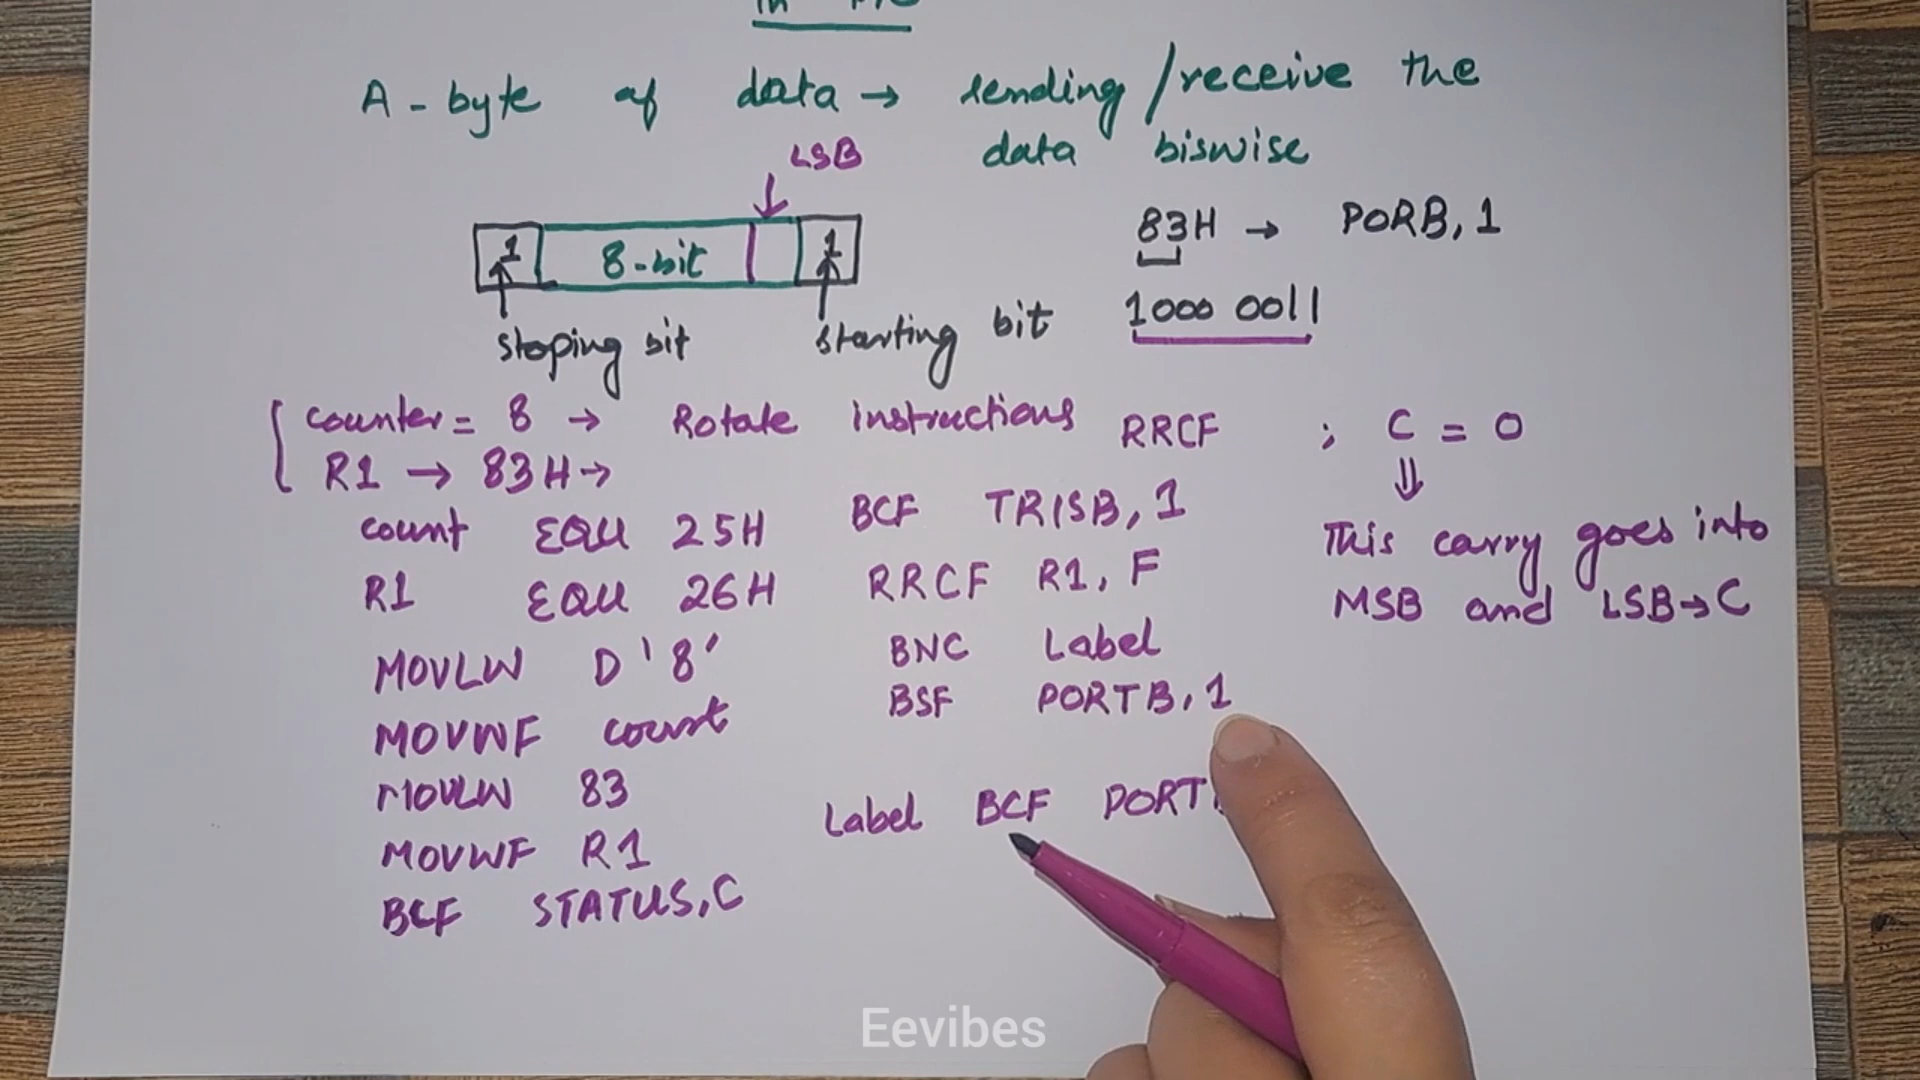 A-byte of data → sending/receive the
data biswise
LSB
1 8-bit 1
stoping bit starting bit
83H → PORB, 1
1000 0011
counter = 8 → Rotate instructions RRCF ; C = 0
R1 → 83H →
⇓
This carry goes into
MSB and LSB→C
count EQU 25H
R1 EQU 26H
MOVLW D'8'
MOVWF count
MOVLW 83
MOVWF R1
BCF STATUS,C
BCF TRISB, 1
RRCF R1, F
BNC Label
BSF PORTB, 1
Label BCF PORT
Eevibes